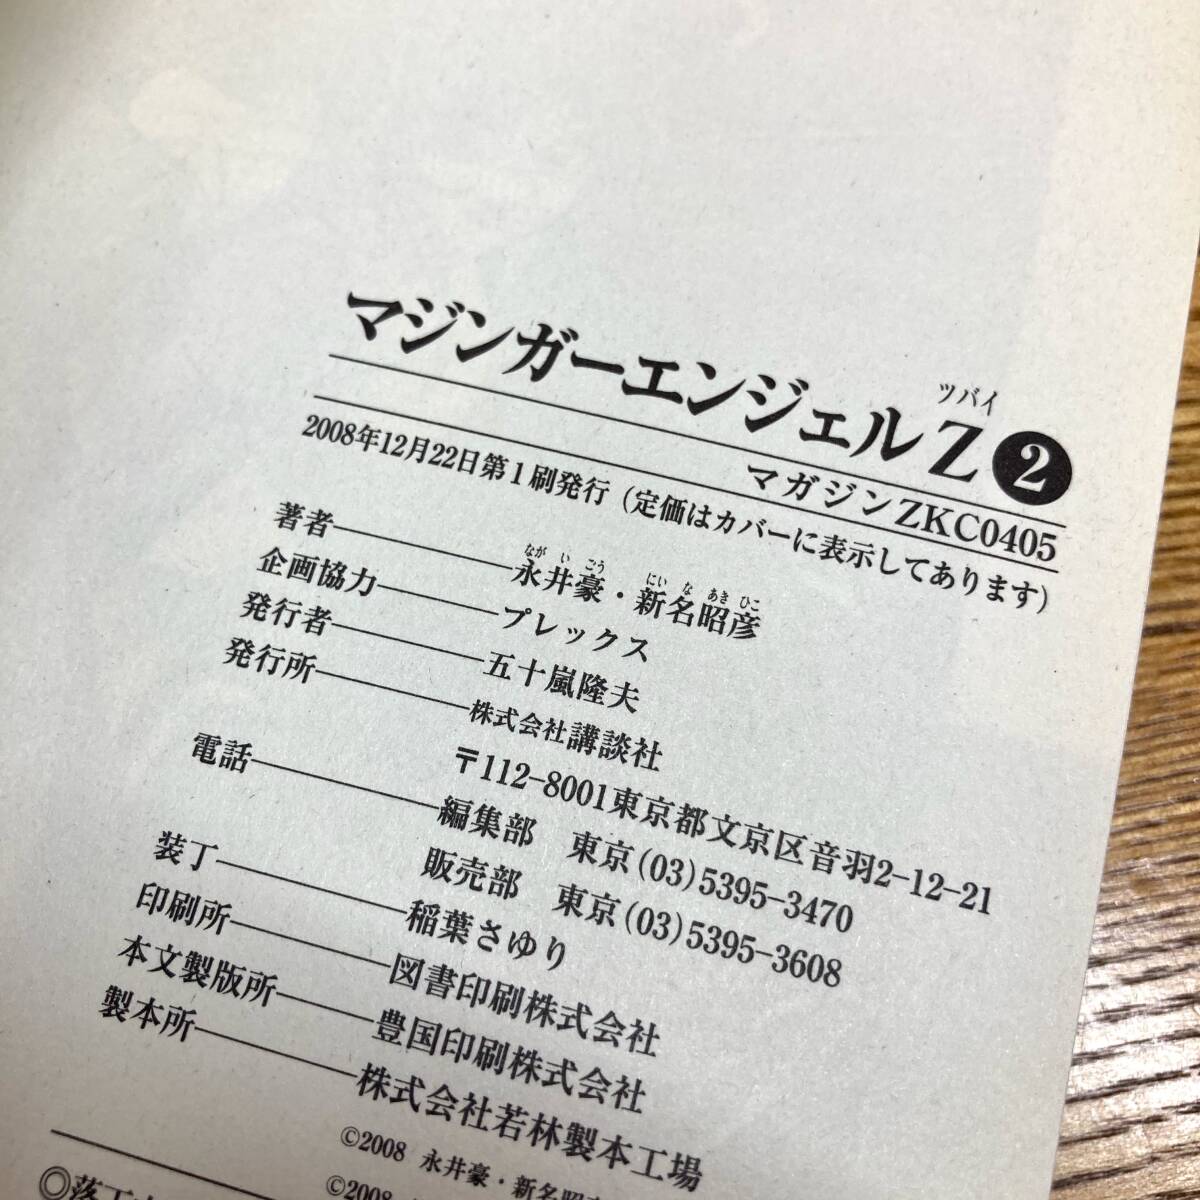 ツバイ
マジンガーエンジェルZ❷
マガジンZKC0405
2008年12月22日第1刷発行（定価はカバーに表示してあります）
なが い ごう にい な あき ひこ
著者――永井豪・新名昭彦
企画協力――プレックス
発行者――五十嵐隆夫
発行所――株式会社講談社
〒112-8001東京都文京区音羽2-12-21
電話――編集部 東京(03)5395-3470
販売部 東京(03)5395-3608
装丁――稲葉さゆり
印刷所――図書印刷株式会社
本文製版所――豊国印刷株式会社
製本所――株式会社若林製本工場
©2008 永井豪・新名昭
©2008
◎落丁